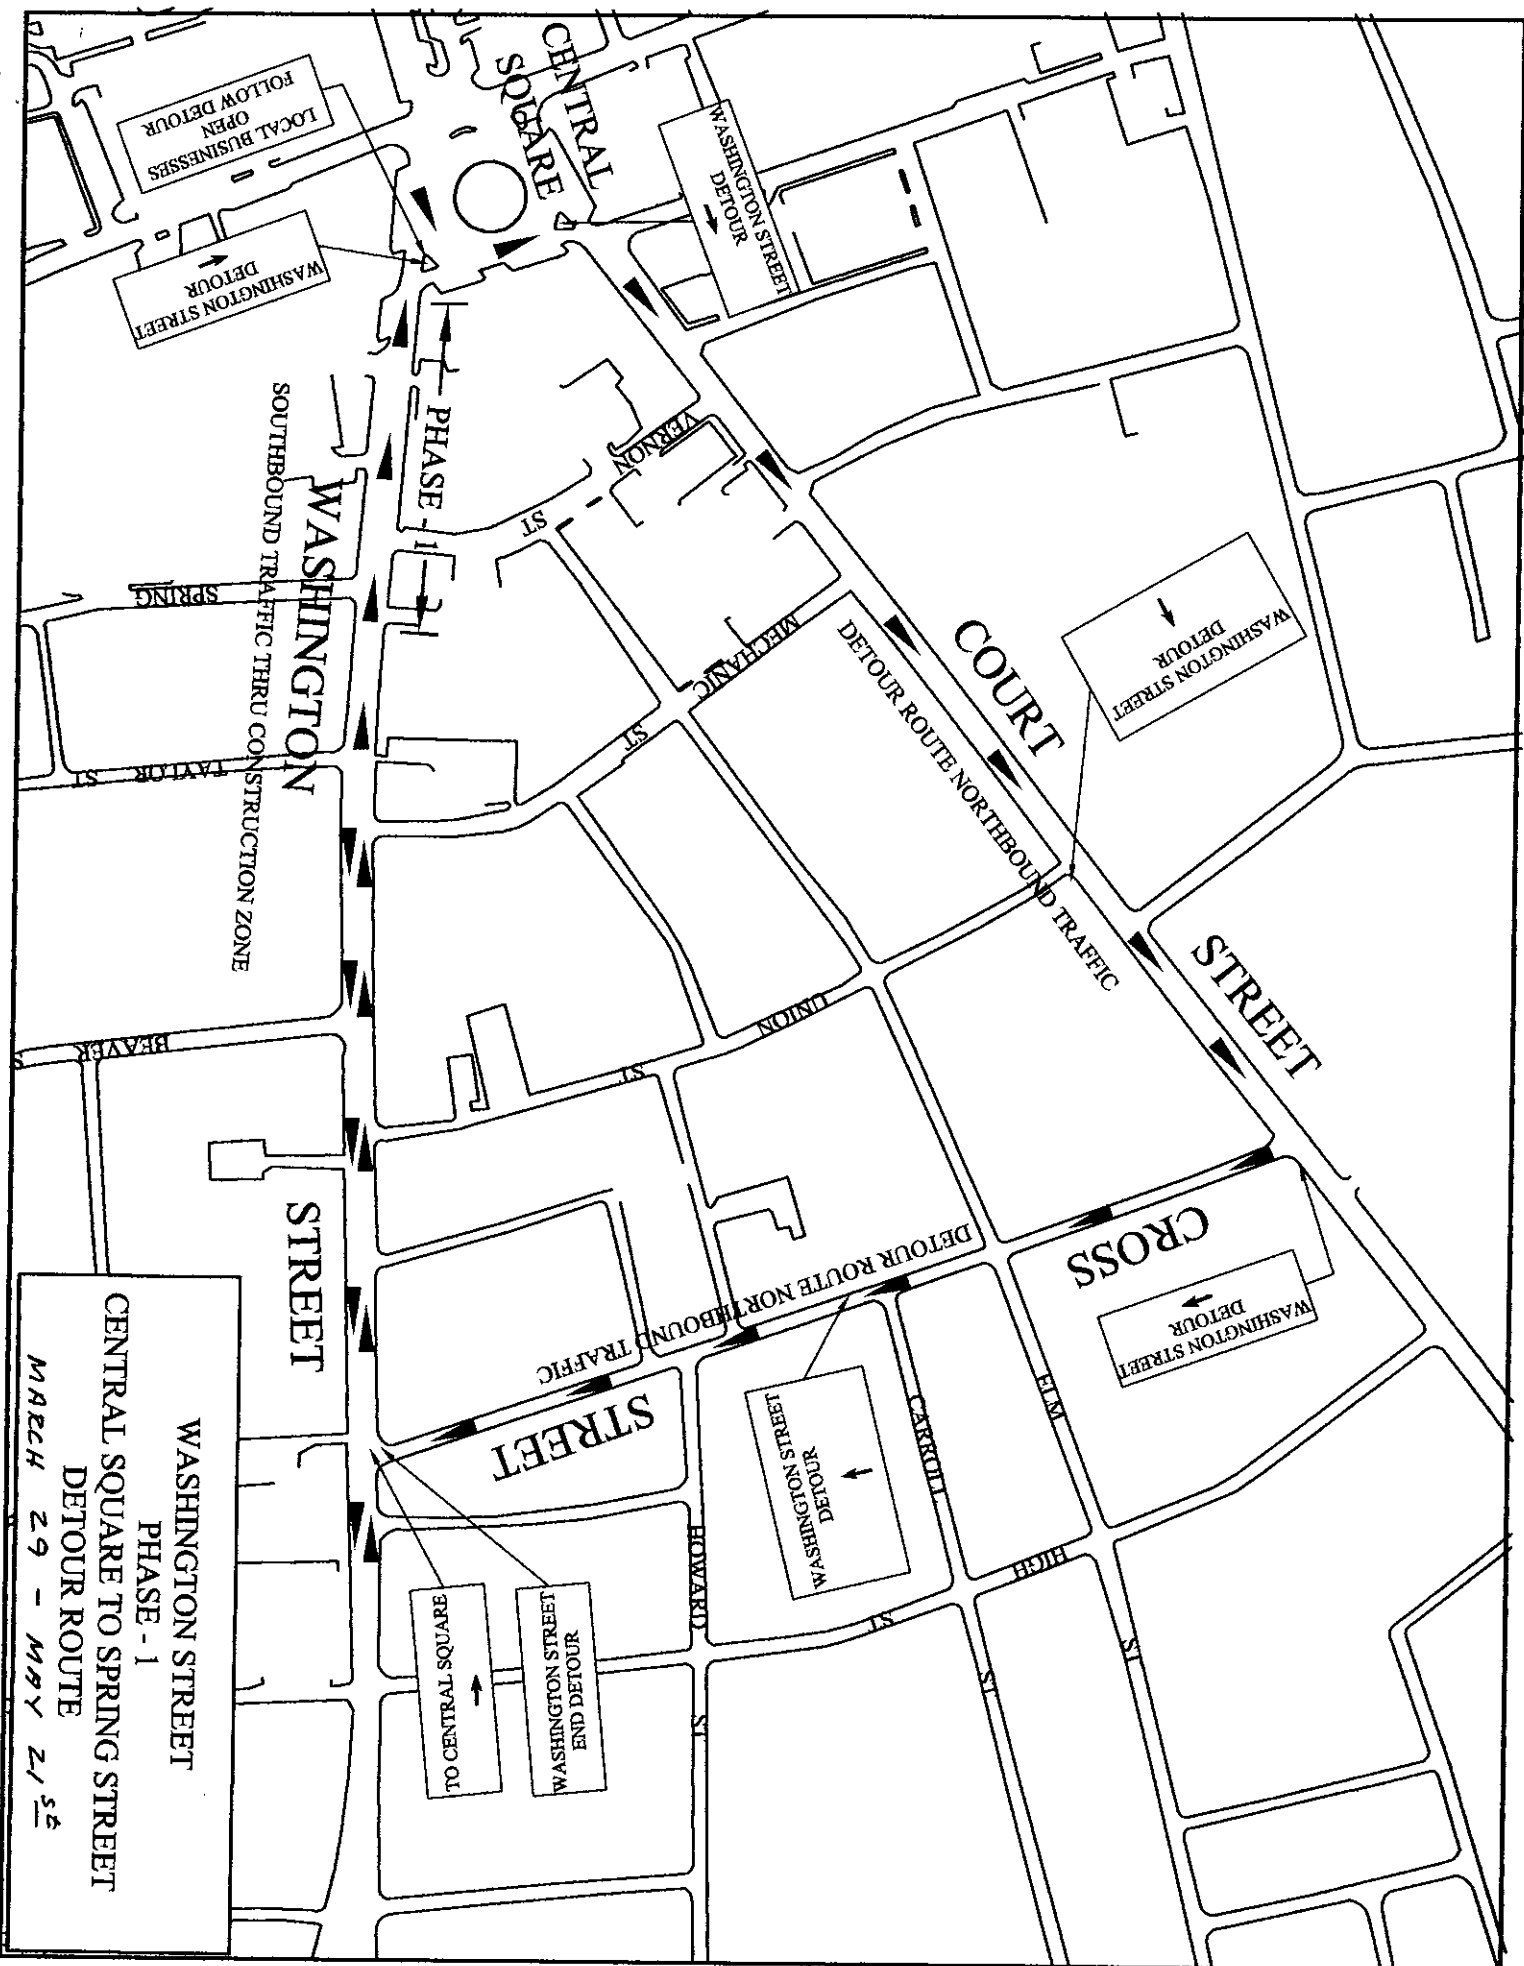 CENTRAL
SQUARE
LOCAL BUSINESSES
OPEN
FOLLOW DETOUR
WASHINGTON STREET
DETOUR
WASHINGTON STREET
DETOUR
PHASE - 1
VERNON
ST
SPRING
WASHINGTON
SOUTHBOUND TRAFFIC THRU CONSTRUCTION ZONE
TAYLOR ST
MECHANIC
ST
COURT
STREET
DETOUR ROUTE NORTHBOUND TRAFFIC
WASHINGTON STREET
DETOUR
UNION
ST
BEAVER
S
STREET
CROSS
STREET
DETOUR ROUTE NORTHBOUND TRAFFIC
WASHINGTON STREET
DETOUR
WASHINGTON STREET
DETOUR
CARROLL
ST
ELM
ST
HIGH
ST
HOWARD
ST
WASHINGTON STREET
END DETOUR
TO CENTRAL SQUARE
WASHINGTON STREET
PHASE - 1
CENTRAL SQUARE TO SPRING STREET
DETOUR ROUTE
MARCH 29 - MAY 21st